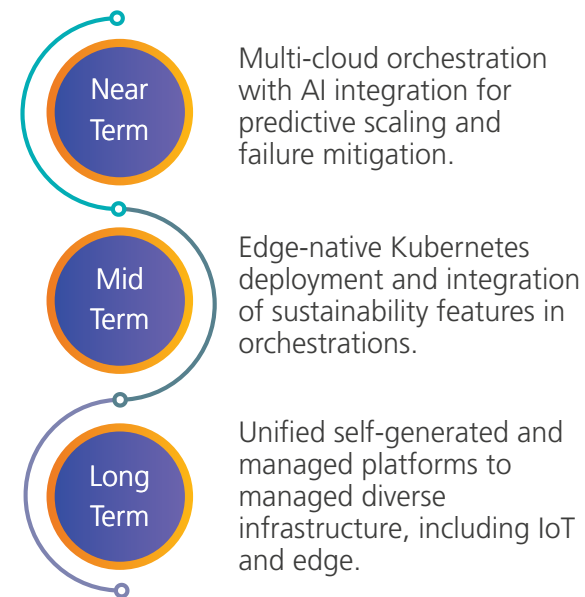 Near
Term
Multi-cloud orchestration
with AI integration for
predictive scaling and
failure mitigation.
Mid
Term
Edge-native Kubernetes
deployment and integration
of sustainability features in
orchestrations.
Long
Term
Unified self-generated and
managed platforms to
managed diverse
infrastructure, including IoT
and edge.